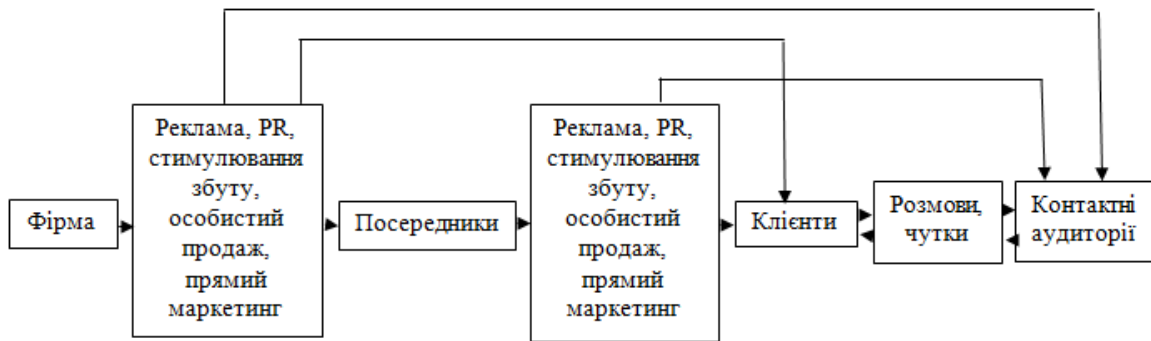 Фірма
Реклама, PR,
стимулювання
збуту,
особистий
продаж,
прямий
маркетинг
Посередники
Реклама, PR,
стимулювання
збуту,
особистий
продаж,
прямий
маркетинг
Клієнти
Розмови,
чутки
Контактні
аудиторії